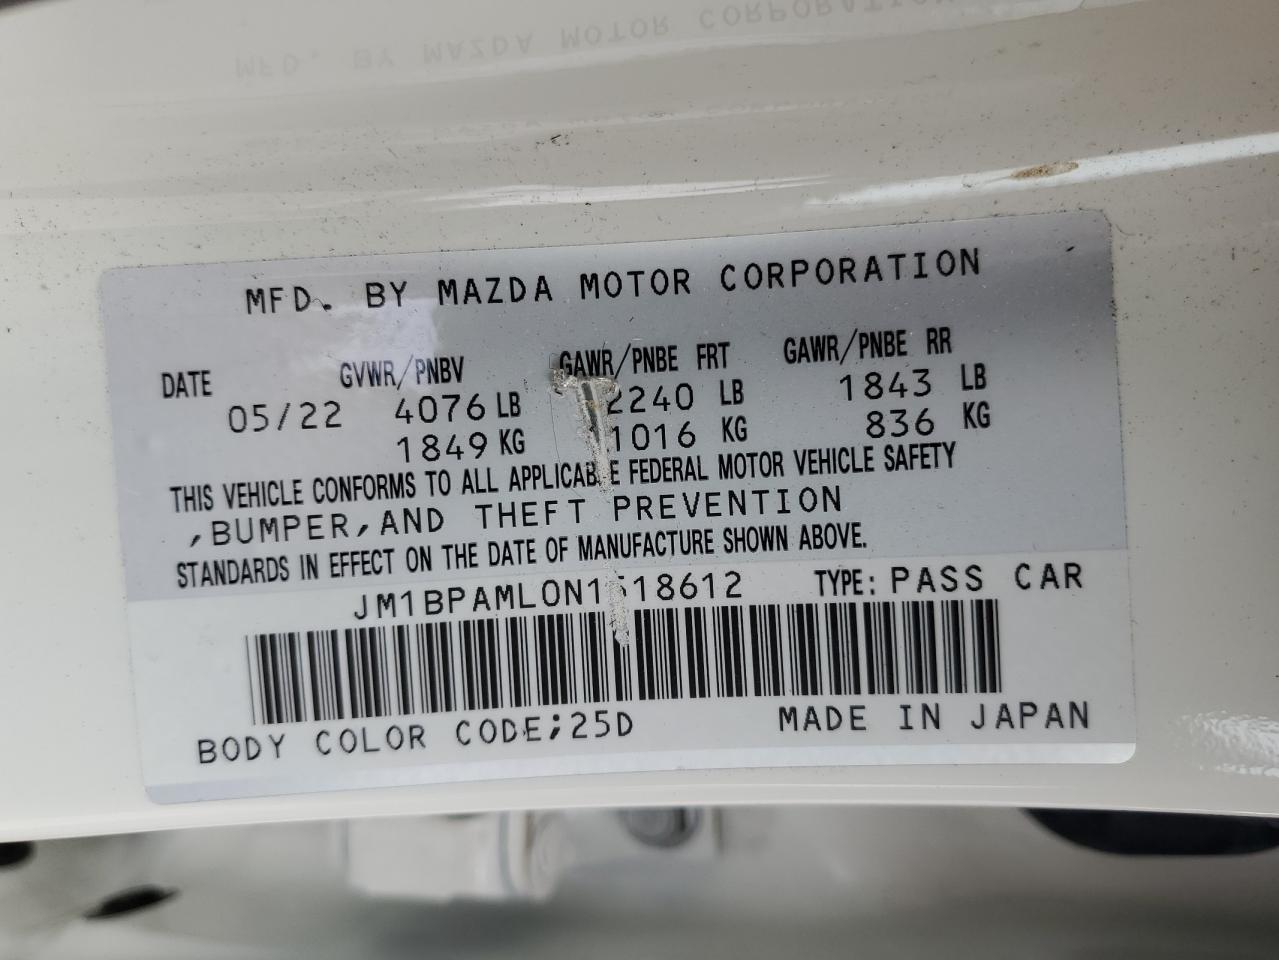 MFD. BY MAZDA MOTOR CORPORATION
DATE GVWR/PNBV GAWR/PNBE FRT GAWR/PNBE RR
05/22 4076 LB 2240 LB 1843 LB
1849 KG 1016 KG 836 KG
THIS VEHICLE CONFORMS TO ALL APPLICABLE FEDERAL MOTOR VEHICLE SAFETY
,BUMPER,AND THEFT PREVENTION
STANDARDS IN EFFECT ON THE DATE OF MANUFACTURE SHOWN ABOVE.
TYPE: PASS CAR
BODY COLOR CODE;25D MADE IN JAPAN